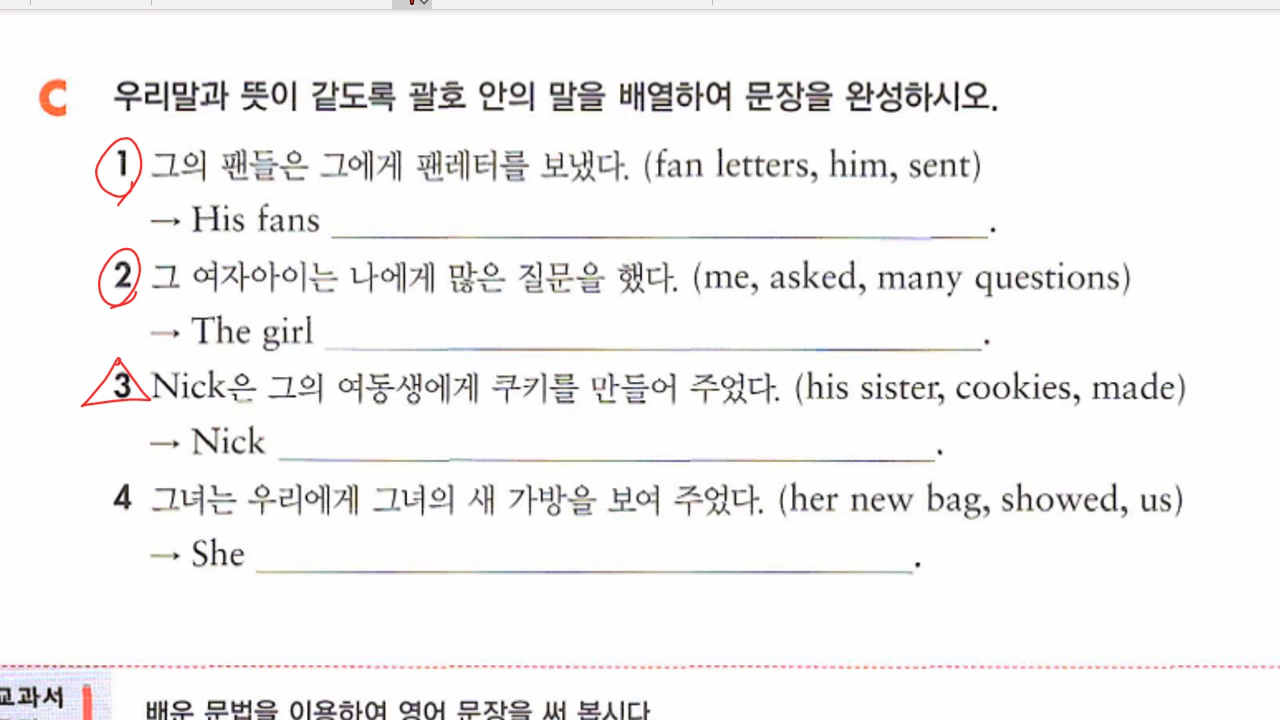 C 우리말과 뜻이 같도록 괄호 안의 말을 배열하여 문장을 완성하시오.
1 그의 팬들은 그에게 팬레터를 보냈다. (fan letters, him, sent)
→ His fans ____________________.
2 그 여자아이는 나에게 많은 질문을 했다. (me, asked, many questions)
→ The girl ____________________.
3 Nick은 그의 여동생에게 쿠키를 만들어 주었다. (his sister, cookies, made)
→ Nick ____________________.
4 그녀는 우리에게 그녀의 새 가방을 보여 주었다. (her new bag, showed, us)
→ She ____________________.
교과서
배운 문법을 이용하여 영어 문장을 써 봅시다